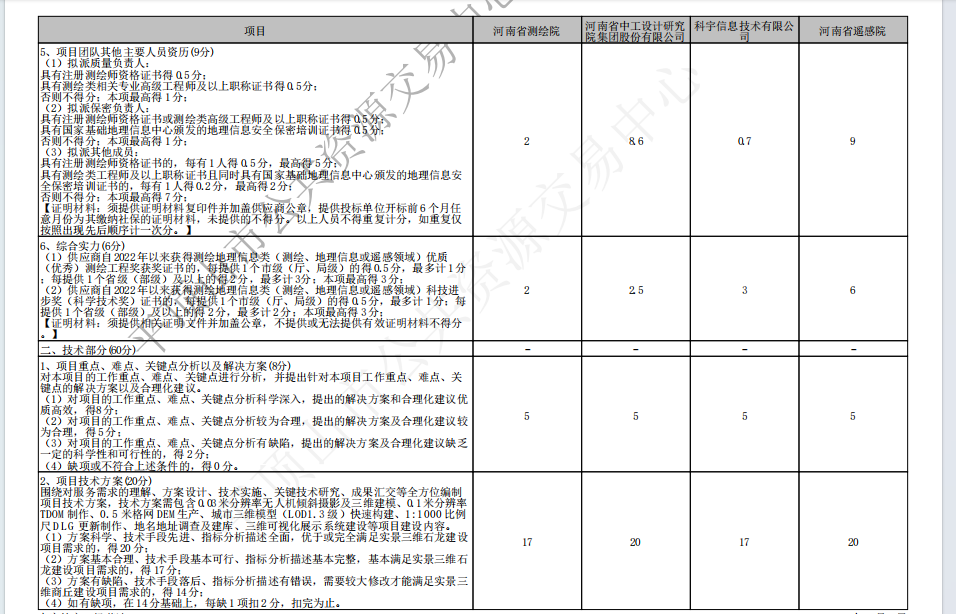 项目
河南省测绘院
河南省中工设计研究
院集团股份有限公司
科宇信息技术有限公
司
河南省遥感院
5、项目团队其他主要人员资历(9分)
(1)拟派质量负责人:
具有注册测绘师资格证书得0.5分;
具有测绘类相关专业高级工程师及以上职称证书得0.5分;
否则不得分;本项最高得1分;
(2)拟派保密负责人:
具有注册测绘师资格证书或测绘类高级工程师及以上职称证书得0.5分;
具有国家基础地理信息中心颁发的地理信息安全保密培训证书得0.5分;
否则不得分;本项最高得1分;
(3)拟派其他成员:
具有注册测绘师资格证书的,每有1人得0.5分,最高得5分;
具有测绘类工程师及以上职称证书且同时具有国家基础地理信息中心颁发的地理信息安
全保密培训证书的,每有1人得0.2分,最高得2分;
否则不得分;本项最高得7分;
【证明材料:须提供证明材料复印件并加盖供应商公章,提供投标单位开标前6个月任
意月份为其缴纳社保的证明材料,未提供的不得分。以上人员不得重复计分,如重复仅
按照出现先后顺序计一次分。】
2
8.6
0.7
9
6、综合实力(6分)
(1)供应商自2022年以来获得测绘地理信息类(测绘、地理信息或遥感领域)优质
(优秀)测绘工程奖获奖证书的,每提供1个市级(厅、局级)的得0.5分,最多计1分
;每提供1个省级(部级)及以上的得2分,最多计3分;本项最高得3分;
(2)供应商自2022年以来获得测绘地理信息类(测绘、地理信息或遥感领域)科技进
步奖(科学技术奖)证书的,每提供1个市级(厅、局级)的得0.5分,最多计1分;每
提供1个省级(部级)及以上的得2分,最多计2分;本项最高得3分;
【证明材料:须提供相关证明文件并加盖公章,不提供或无法提供有效证明材料不得分
。】
2
2.5
3
6
二、技术部分(60分)
-
-
-
-
1、项目重点、难点、关键点分析以及解决方案(8分)
对本项目的工作重点、难点、关键点进行分析,并提出针对本项目工作重点、难点、关
键点的解决方案以及合理化建议。
(1)对项目的工作重点、难点、关键点分析科学深入,提出的解决方案和合理化建议优
质高效,得8分;
(2)对项目的工作重点、难点、关键点分析较为合理,提出的解决方案及合理化建议较
为合理,得5分;
(3)对项目的工作重点、难点、关键点分析有缺陷,提出的解决方案及合理化建议缺乏
一定的科学性和可行性的,得2分;
(4)缺项或不符合上述条件的,得0分。
5
5
5
5
2、项目技术方案(20分)
围绕对服务需求的理解、方案设计、技术实施、关键技术研究、成果汇交等全方位编制
项目技术方案,技术方案需包含0.03米分辨率无人机倾斜摄影及三维建模、0.1米分辨率
TDOM制作、0.5米格网DEM生产、城市三维模型(LOD1.3级)快速构建、1:1000比例
尺DLG更新制作、地名地址调查及建库、三维可视化展示系统建设等项目建设内容。
(1)方案科学、技术手段先进、指标分析描述全面,优于或完全满足实景三维石龙建设
项目需求的,得20分;
(2)方案基本合理、技术手段基本可行、指标分析描述基本完整,基本满足实景三维石
龙建设项目需求的,得17分;
(3)方案有缺陷、技术手段落后、指标分析描述有错误,需要较大修改才能满足实景三
维商丘建设项目需求的,得14分;
(4)如有缺项,在14分基础上,每缺1项扣2分,扣完为止。
17
20
17
20